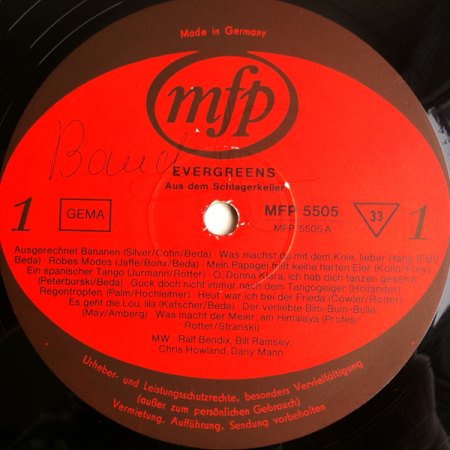 Made in Germany
mfp
Band
EVERGREENS
Aus dem Schlagerkeller
1
GEMA
MFP 5505
MFP 5505 A
33
1
Ausgerechnet Bananen (Silver/Cohn/Beda) · Was machst du mit dem Knie, lieber Hans (Fall/
Beda) · Robes Modes (Jaffe/Bonx/Beda) · Mein Papagei frißt keine harten Eier (Kollo/Frey)
Ein spanischer Tango (Jurmann/Rotter) · O, Donna Klara, ich hab dich tanzen gesehn
(Peterburski/Beda) · Guck doch nicht immer nach dem Tangogeiger (Holländer)
Regentropfen (Palm/Hochleitner) · Heut' war ich bei der Frieda (Gowler/Rotter)
Es geht die Lou, lila (Katscher/Beda) · Der verliebte Bim-Bum-Bulla
(May/Amberg) · Was macht der Meier, am Himalaya (Profes/
Rotter/Stranski)
MW: Ralf Bendix, Bill Ramsey,
Chris Howland, Dany Mann
Urheber- und Leistungsschutzrechte, besonders Vervielfältigung
(außer zum persönlichen Gebrauch)
Vermietung, Aufführung, Sendung vorbehalten